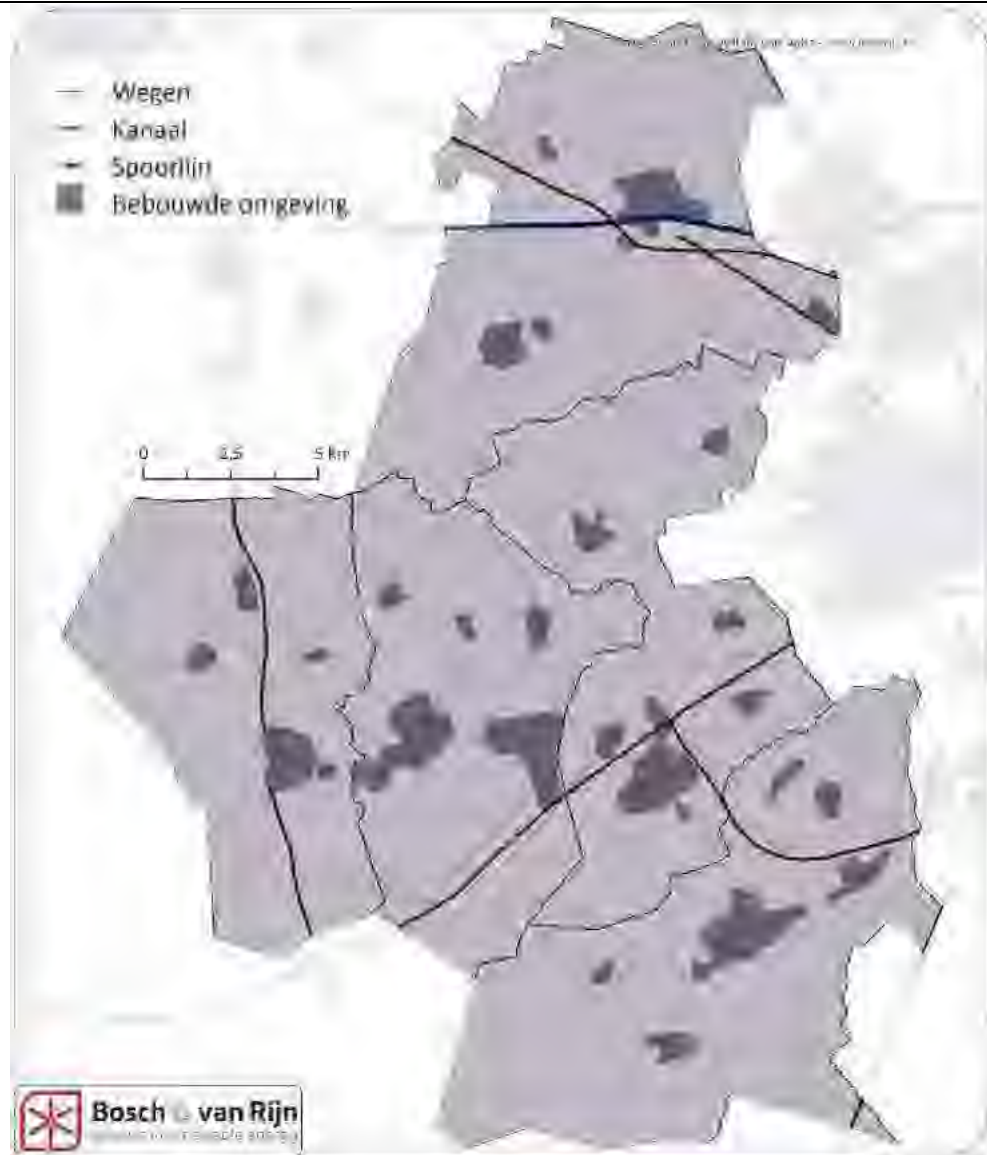 Wegen
Kanaal
Spoorlijn
Bebouwde omgeving
0 2,5 5 km
Bosch & van Rijn